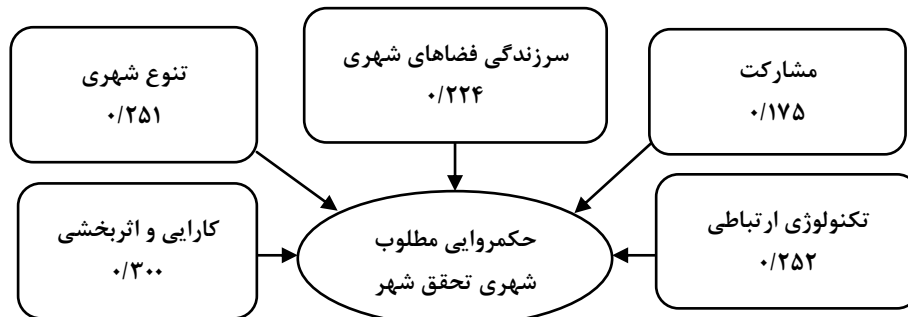 مشارکت
۰/۱۷۵
سرزندگی فضاهای شهری
۰/۲۲۴
تنوع شهری
۰/۲۵۱
تکنولوژی ارتباطی
۰/۲۵۲
حکمروایی مطلوب
شهری تحقق شهر
کارایی و اثربخشی
۰/۳۰۰